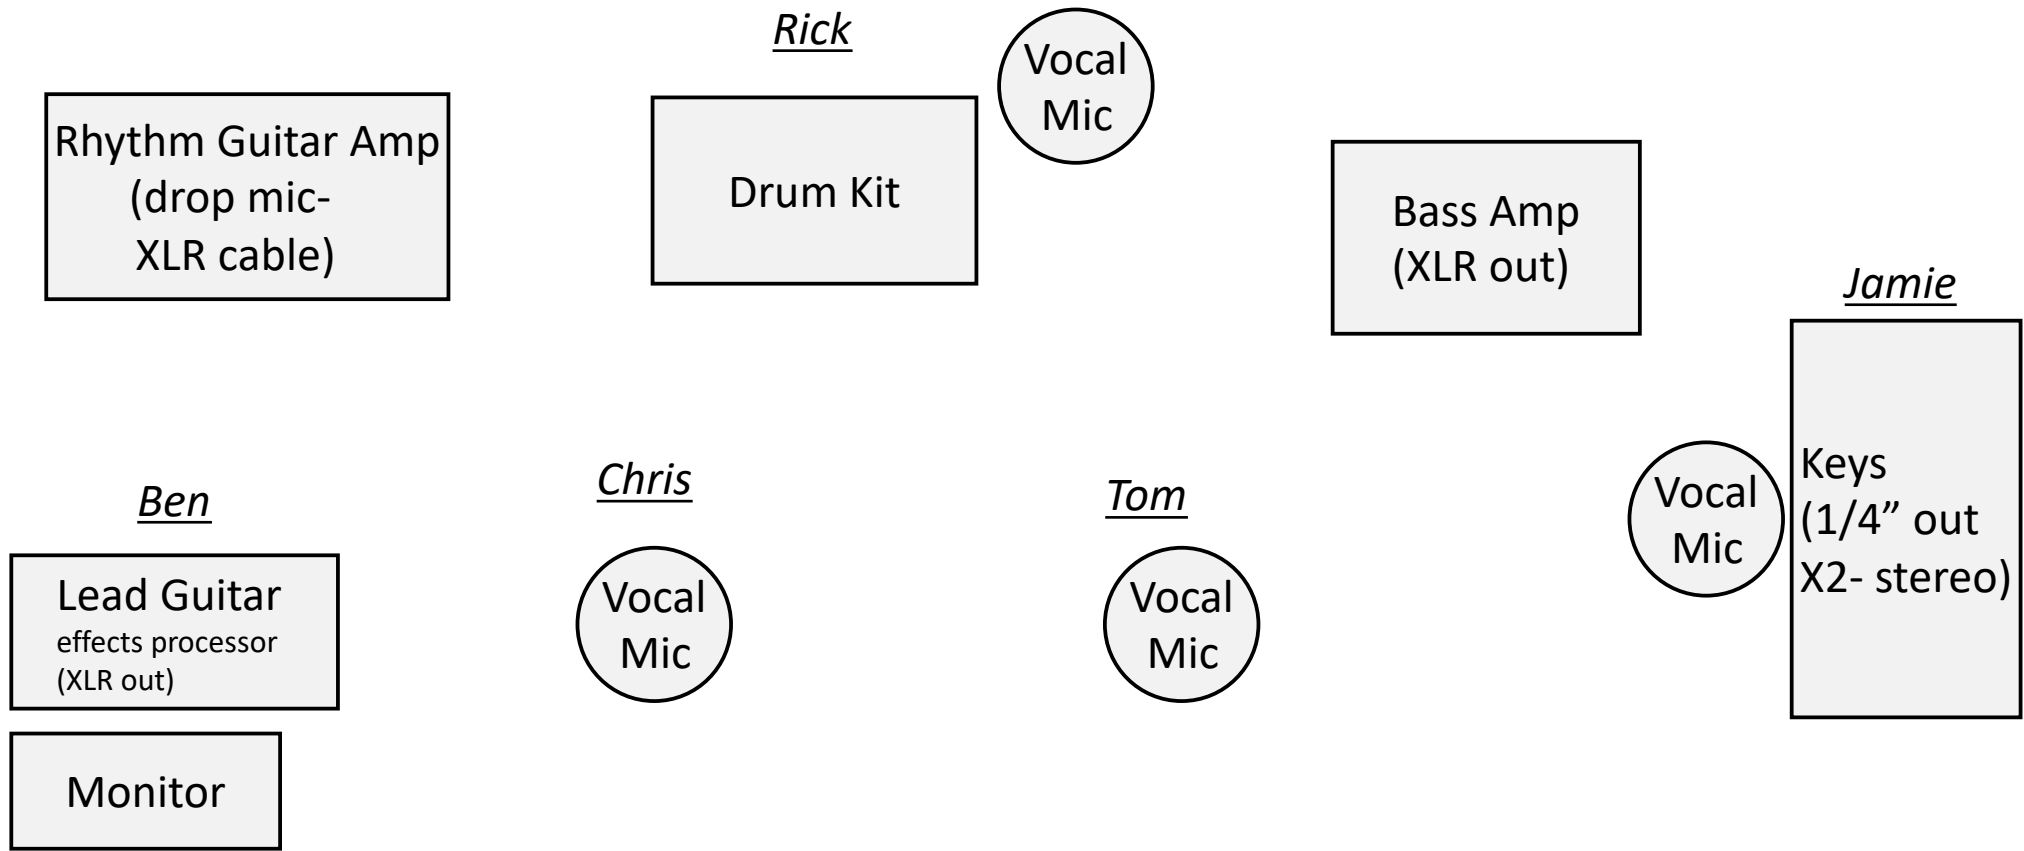 Rick
Vocal
Mic
Rhythm Guitar Amp
(drop mic-
XLR cable)
Drum Kit
Bass Amp
(XLR out)
Jamie
Keys
(1/4” out
X2- stereo)
Vocal
Mic
Ben
Chris
Tom
Lead Guitar
effects processor
(XLR out)
Vocal
Mic
Vocal
Mic
Monitor